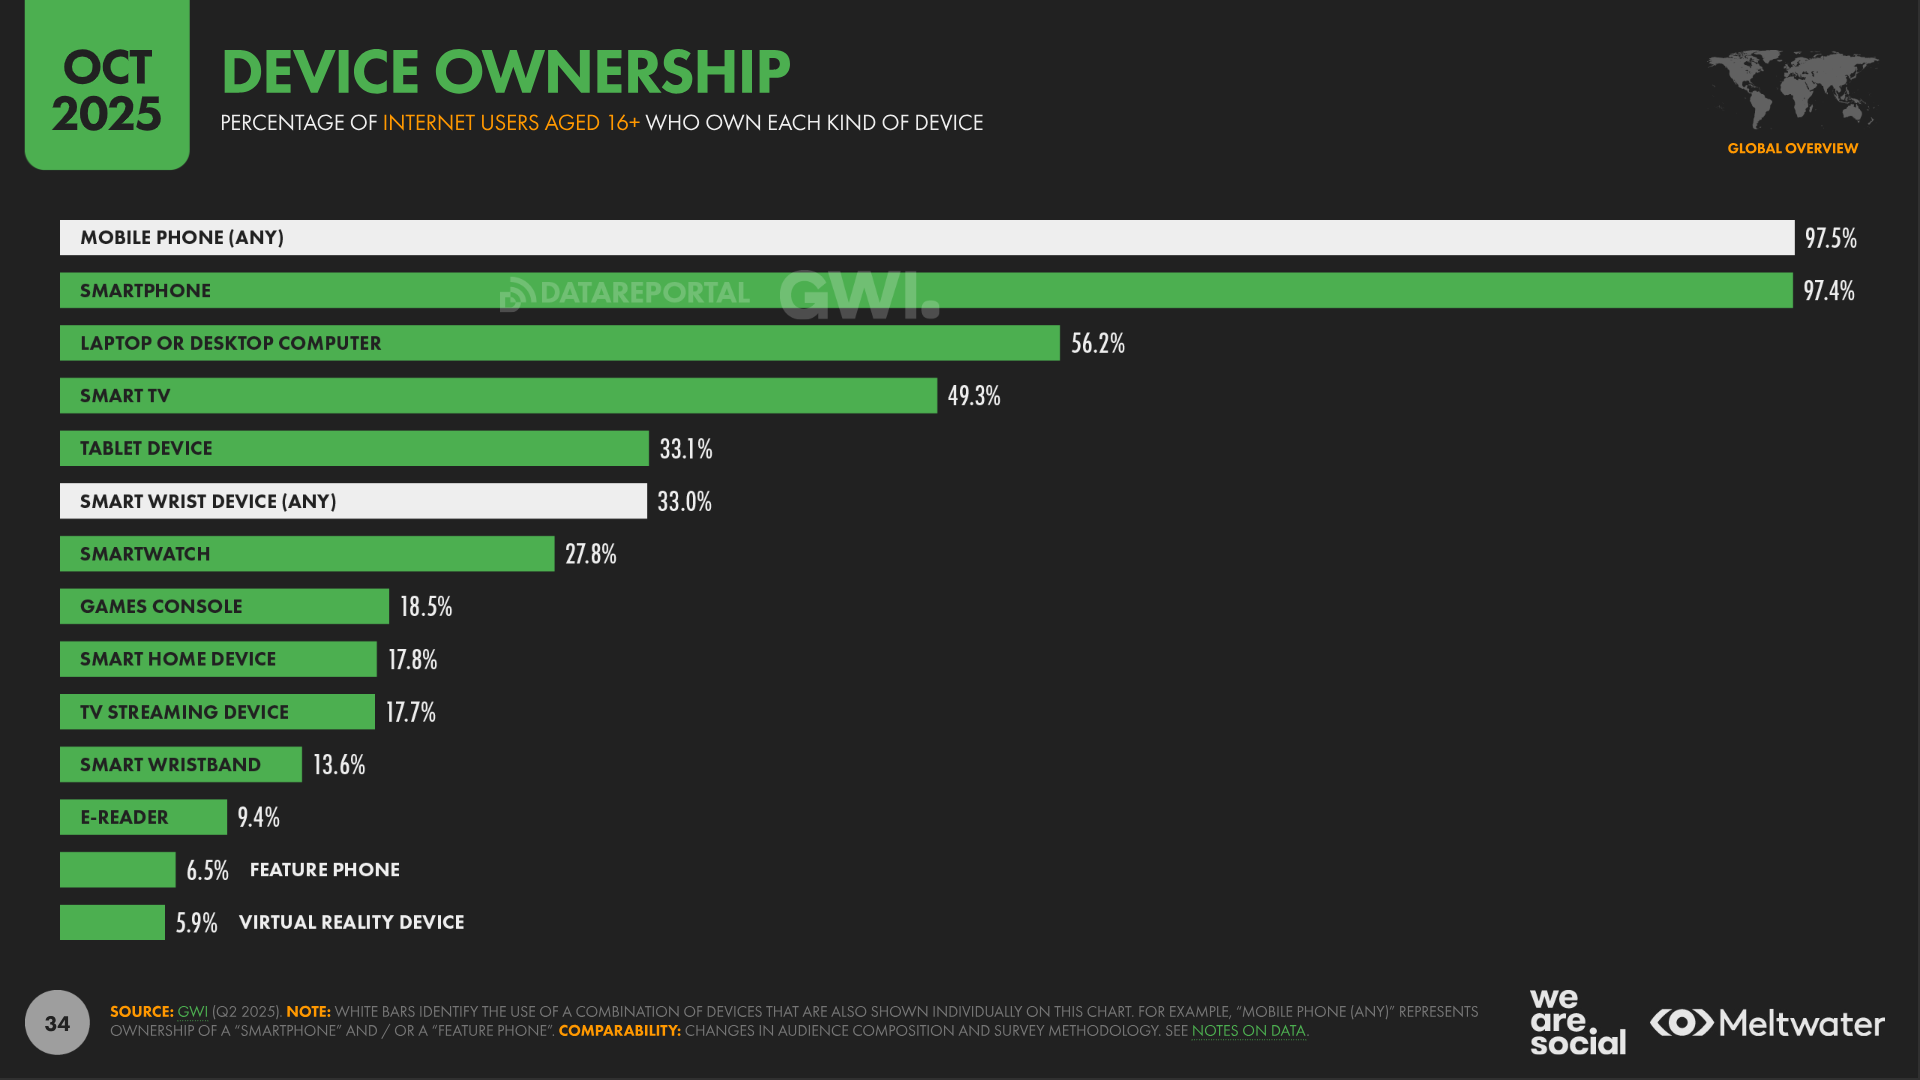 OCT
2025
DEVICE OWNERSHIP
PERCENTAGE OF INTERNET USERS AGED 16+ WHO OWN EACH KIND OF DEVICE
GLOBAL OVERVIEW
MOBILE PHONE (ANY) 97.5%
SMARTPHONE 97.4%
DATAREPORTAL GWI.
LAPTOP OR DESKTOP COMPUTER 56.2%
SMART TV 49.3%
TABLET DEVICE 33.1%
SMART WRIST DEVICE (ANY) 33.0%
SMARTWATCH 27.8%
GAMES CONSOLE 18.5%
SMART HOME DEVICE 17.8%
TV STREAMING DEVICE 17.7%
SMART WRISTBAND 13.6%
E-READER 9.4%
6.5% FEATURE PHONE
5.9% VIRTUAL REALITY DEVICE
34
SOURCE: GWI (Q2 2025). NOTE: WHITE BARS IDENTIFY THE USE OF A COMBINATION OF DEVICES THAT ARE ALSO SHOWN INDIVIDUALLY ON THIS CHART. FOR EXAMPLE, “MOBILE PHONE (ANY)” REPRESENTS
OWNERSHIP OF A “SMARTPHONE” AND / OR A “FEATURE PHONE”. COMPARABILITY: CHANGES IN AUDIENCE COMPOSITION AND SURVEY METHODOLOGY. SEE NOTES ON DATA.
we
are
social
Meltwater